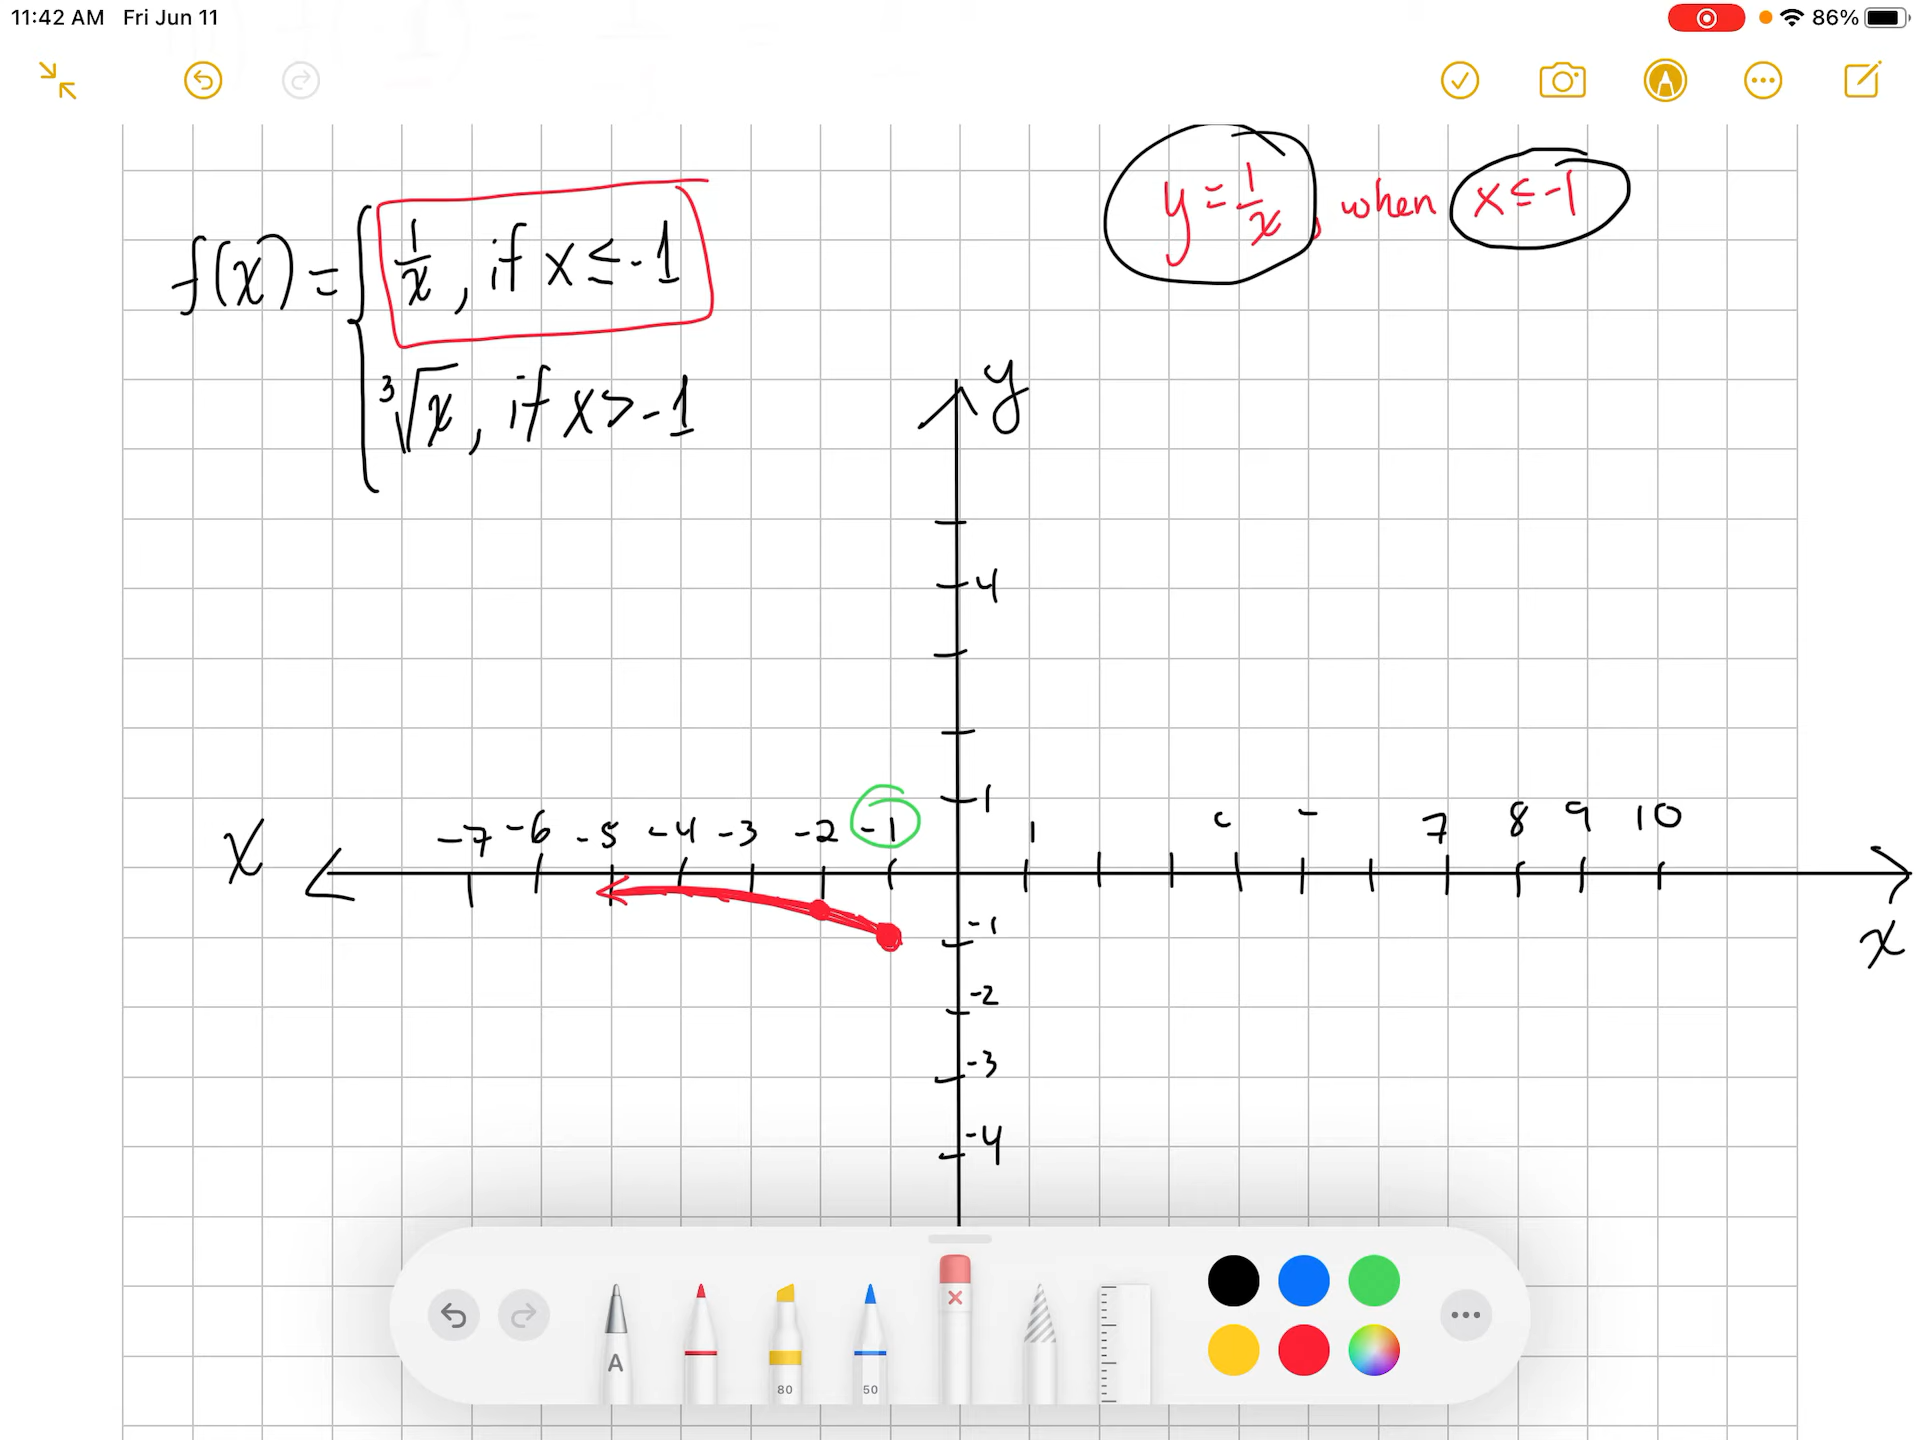 11:42 AM Fri Jun 11 86%
f(x) = { 1/x, if x ≤ -1
∛x, if x > -1
y = 1/x, when x ≤ -1
y
4
1
-7 -6 -5 -4 -3 -2 -1 1 7 8 9 10
x
x
-1
-2
-3
-4
A
80
50